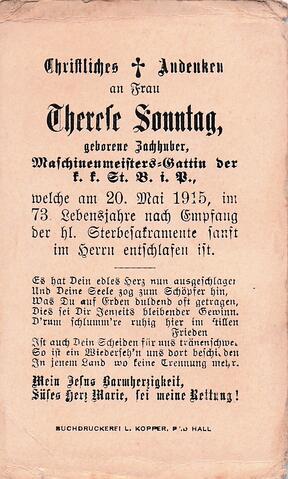 Christliches ✝ Andenken
an Frau
Therese Sonntag,
geborene Zachhuber,
Maschinenmeisters-Gattin der
k. k. St. B. i. P.,
welche am 20. Mai 1915, im
73. Lebensjahre nach Empfang
der hl. Sterbesakramente sanft
im Herrn entschlafen ist.
Es hat Dein edles Herz nun ausgeschlage
Und Deine Seele zog zum Schöpfer hin,
Was Du auf Erden duldend oft getragen,
Dies sei Dir Jenseits bleibender Gewinn.
D'rum schlumm're ruhig hier im stillen
Frieden
Ist auch Dein Scheiden für uns tränenschwe
So ist ein Wiederseh'n uns dort beschieden
In jenem Land wo keine Trennung mehr.
Mein Jesus Barmherzigkeit,
Süßes Herz Marie, sei meine Rettung!
BUCHDRUCKEREI L. KOPPER, HALL